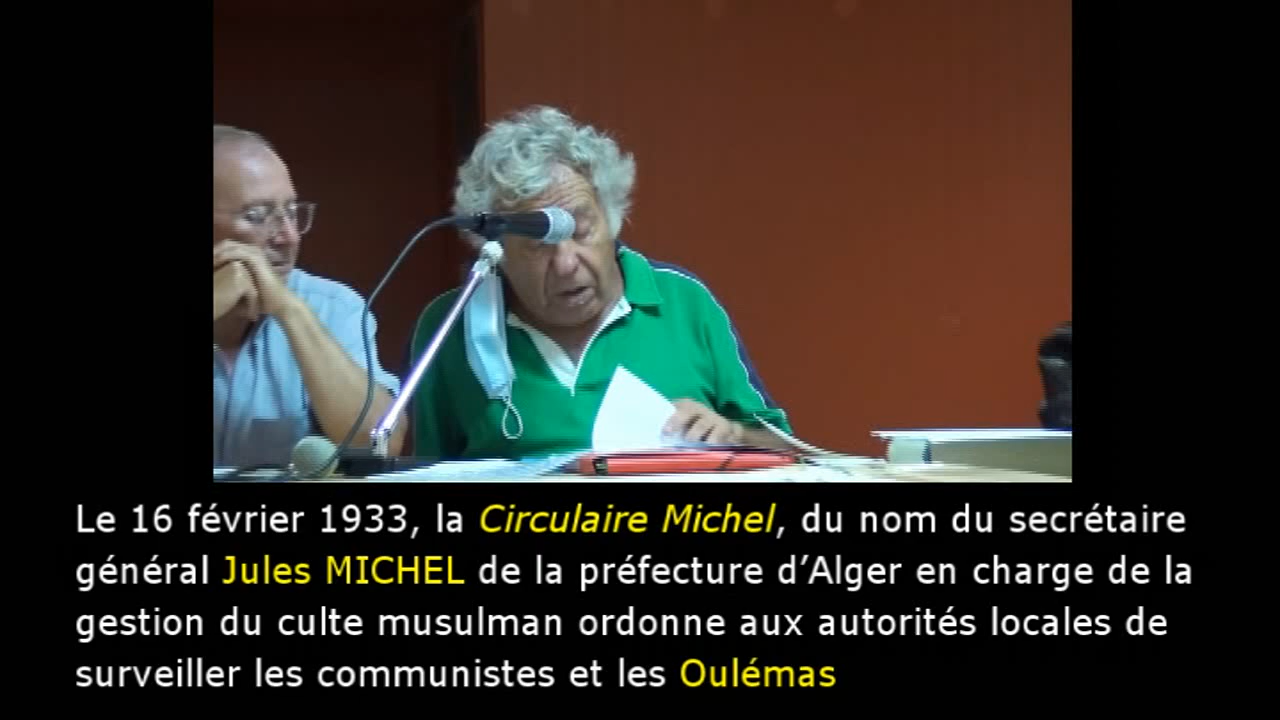 Le 16 février 1933, la Circulaire Michel, du nom du secrétaire
général Jules MICHEL de la préfecture d’Alger en charge de la
gestion du culte musulman ordonne aux autorités locales de
surveiller les communistes et les Oulémas